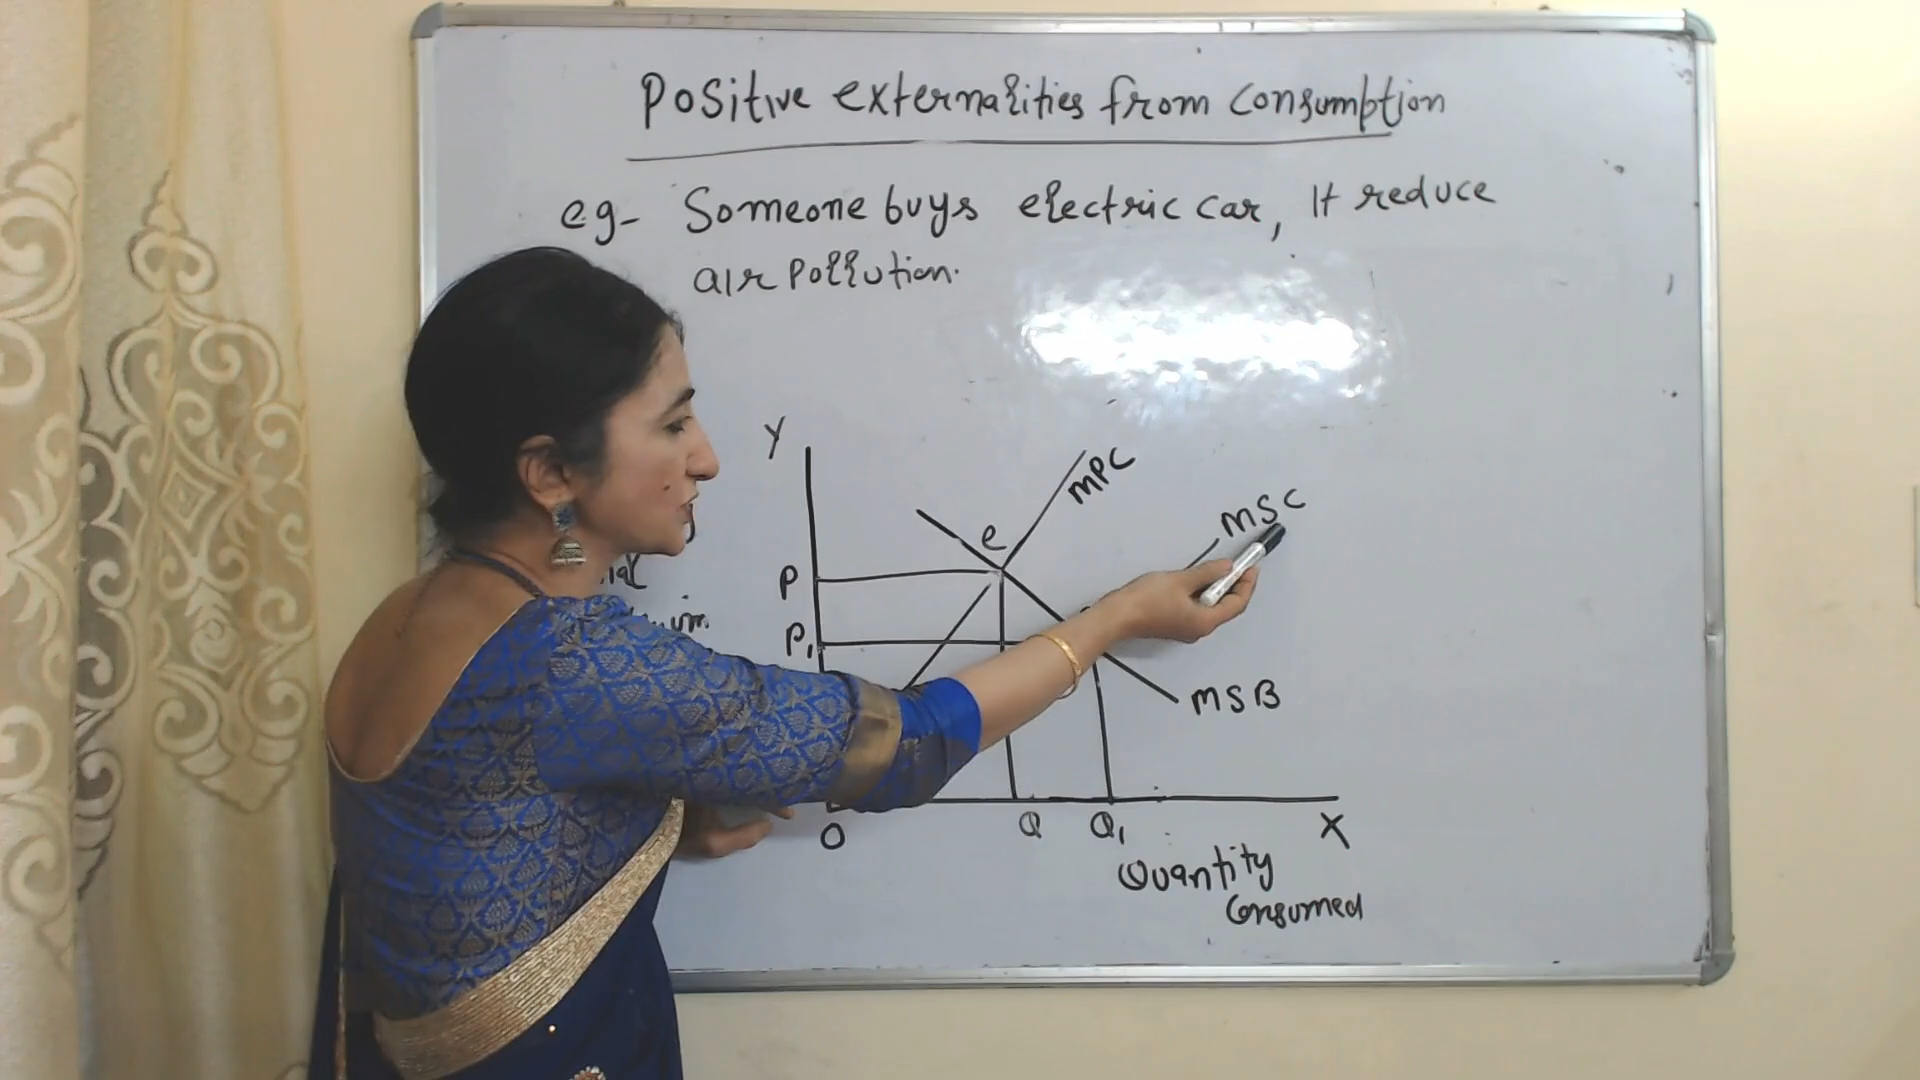 Positive externalities from consumption
eg- Someone buys electric car, It reduce
air pollution.
Y
MPC
MSC
e
P
P1
MSB
O
Q
Q1
X
Quantity
Consumed